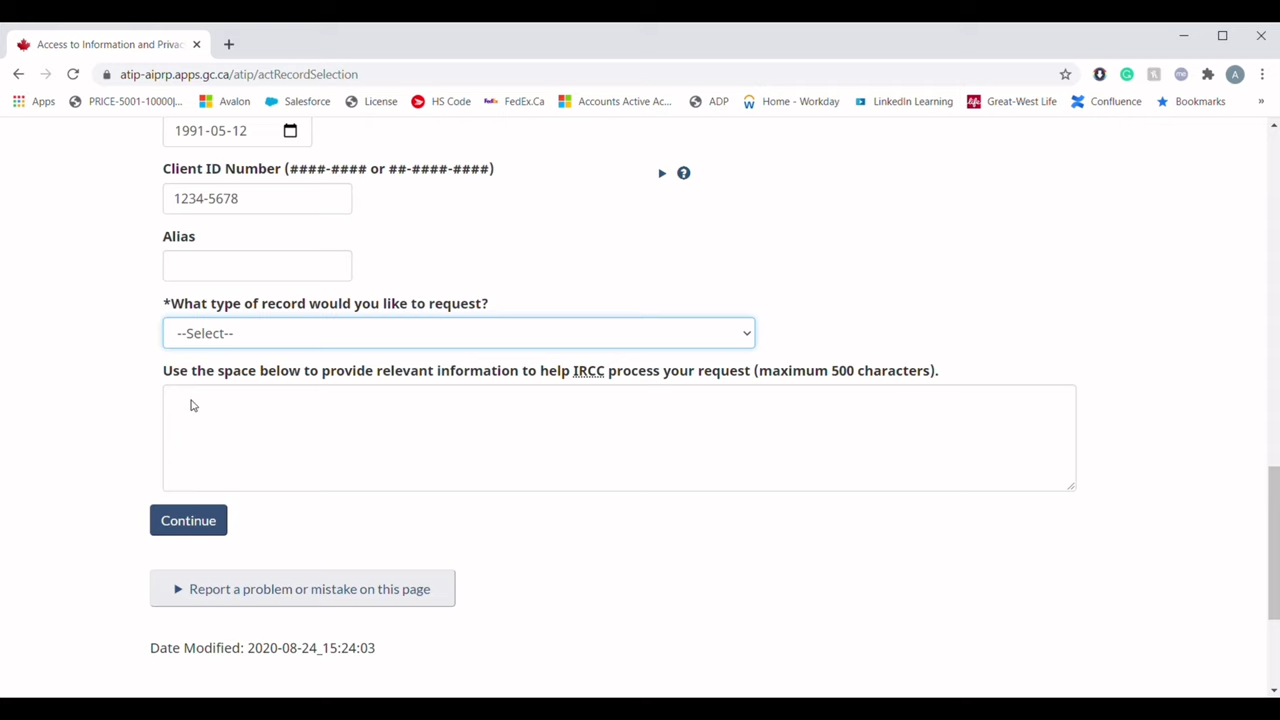 Access to Information and Privac
atip-aiprp.apps.gc.ca/atip/actRecordSelection
A
Apps PRICE-5001-10000|... Avalon Salesforce License HS Code FedEx FedEx.Ca Accounts Active Ac... ADP Home - Workday LinkedIn Learning Great-West Life Confluence Bookmarks »
1991-05-12
Client ID Number (####-#### or ##-####-####)
?
1234-5678
Alias
*What type of record would you like to request?
--Select--
Use the space below to provide relevant information to help IRCC process your request (maximum 500 characters).
Continue
Report a problem or mistake on this page
Date Modified: 2020-08-24_15:24:03